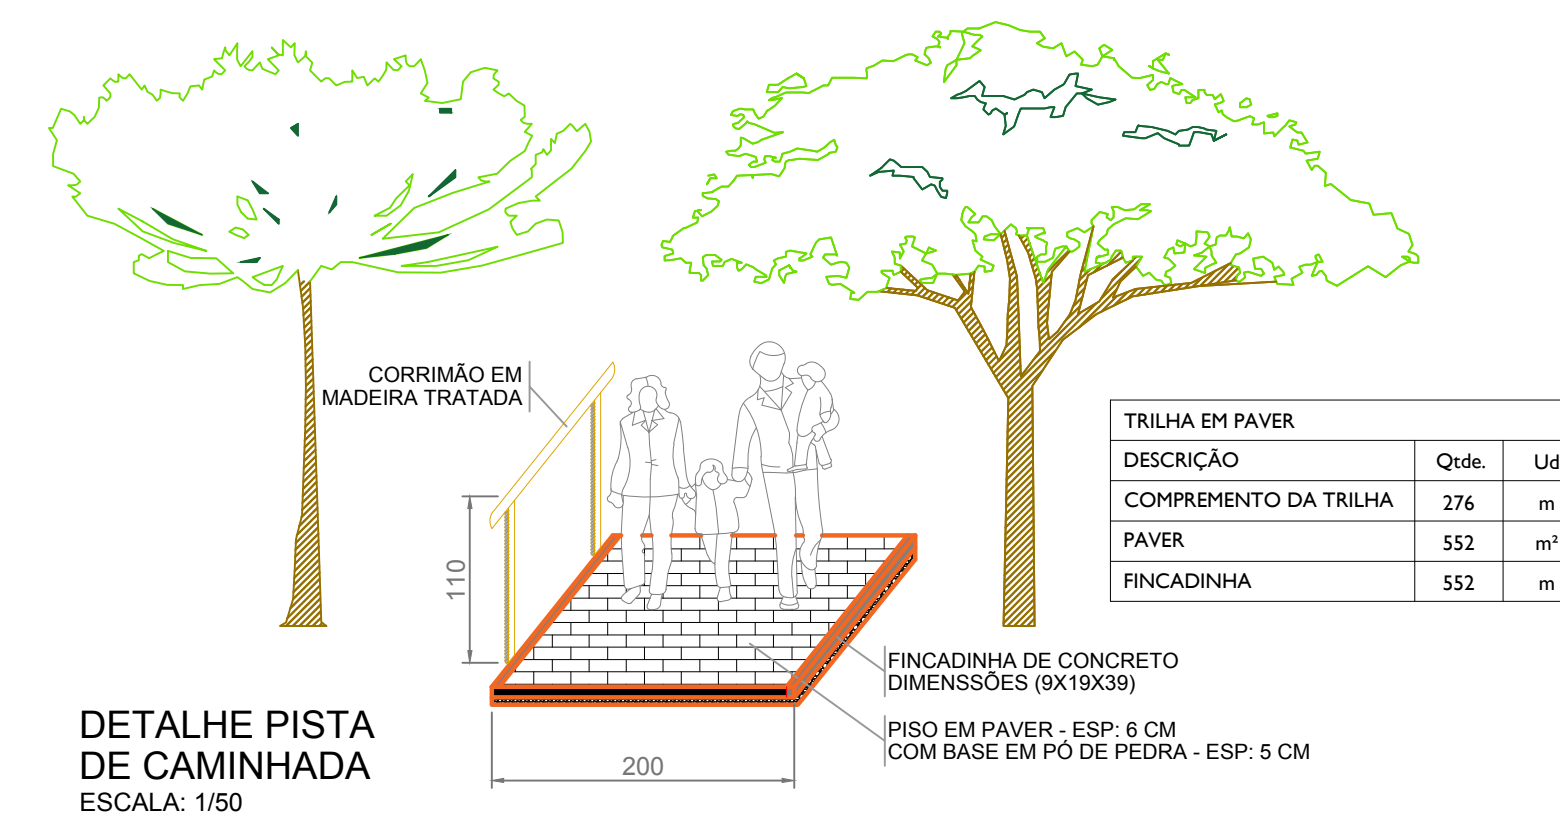 CORRIMÃO EM
MADEIRA TRATADA
110
200
TRILHA EM PAVER
DESCRIÇÃO Qtde. Ud
COMPREMENTO DA TRILHA 276 m
PAVER 552 m²
FINCADINHA 552 m
FINCADINHA DE CONCRETO
DIMENSSÕES (9X19X39)
PISO EM PAVER - ESP: 6 CM
COM BASE EM PÓ DE PEDRA - ESP: 5 CM
DETALHE PISTA
DE CAMINHADA
ESCALA: 1/50